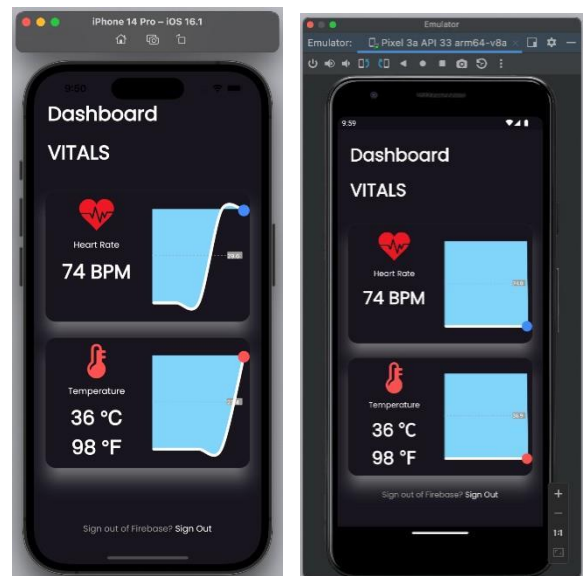 iPhone 14 Pro – iOS 16.1
9:50
Dashboard
VITALS
Heart Rate
74 BPM
Temperature
36 °C
98 °F
Sign out of Firebase? Sign Out
Emulator
Emulator:
Pixel 3a API 33 arm64-v8a
9:59
Dashboard
VITALS
Heart Rate
74 BPM
Temperature
36 °C
98 °F
Sign out of Firebase? Sign Out
1:1